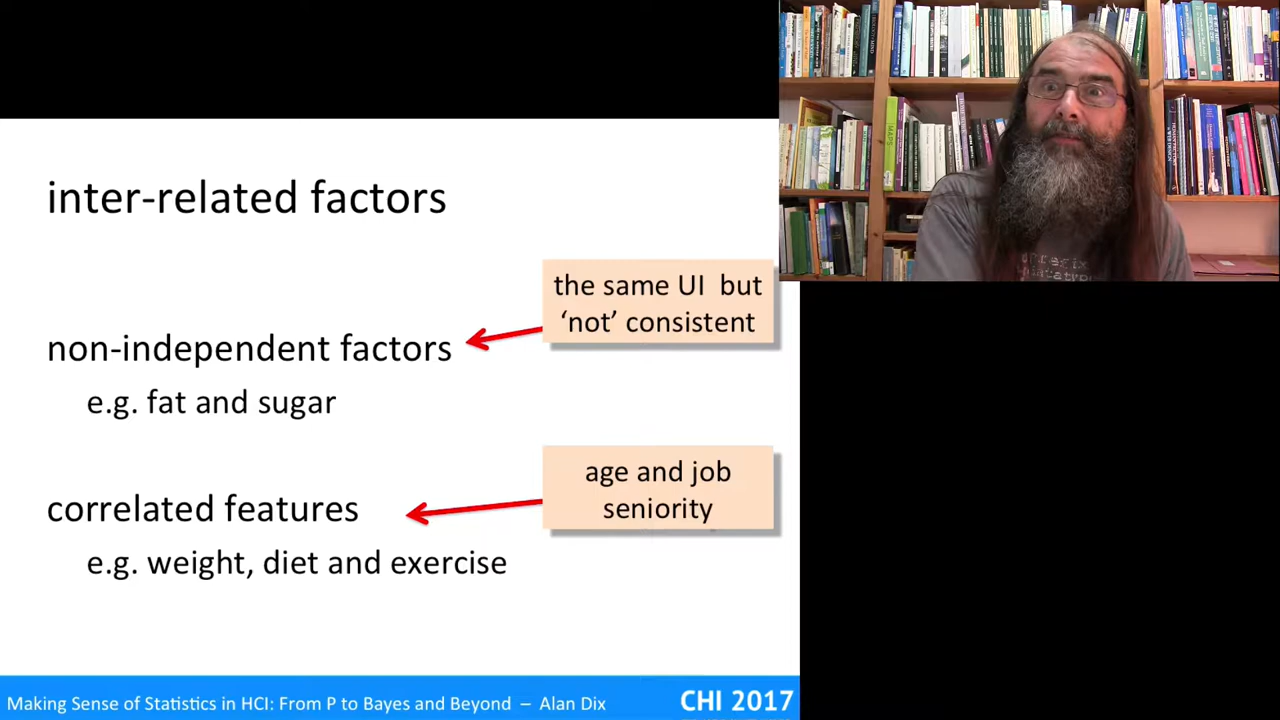 inter-related factors
the same UI but
‘not’ consistent
non-independent factors
e.g. fat and sugar
age and job
seniority
correlated features
e.g. weight, diet and exercise
Making Sense of Statistics in HCI: From P to Bayes and Beyond – Alan Dix
CHI 2017
MAPS